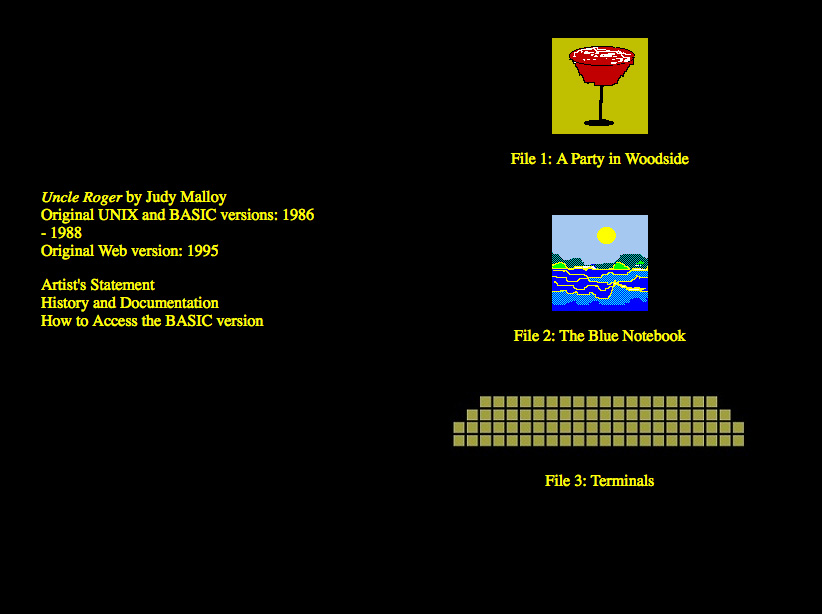 Uncle Roger by Judy Malloy
Original UNIX and BASIC versions: 1986
- 1988
Original Web version: 1995
Artist's Statement
History and Documentation
How to Access the BASIC version
File 1: A Party in Woodside
File 2: The Blue Notebook
File 3: Terminals